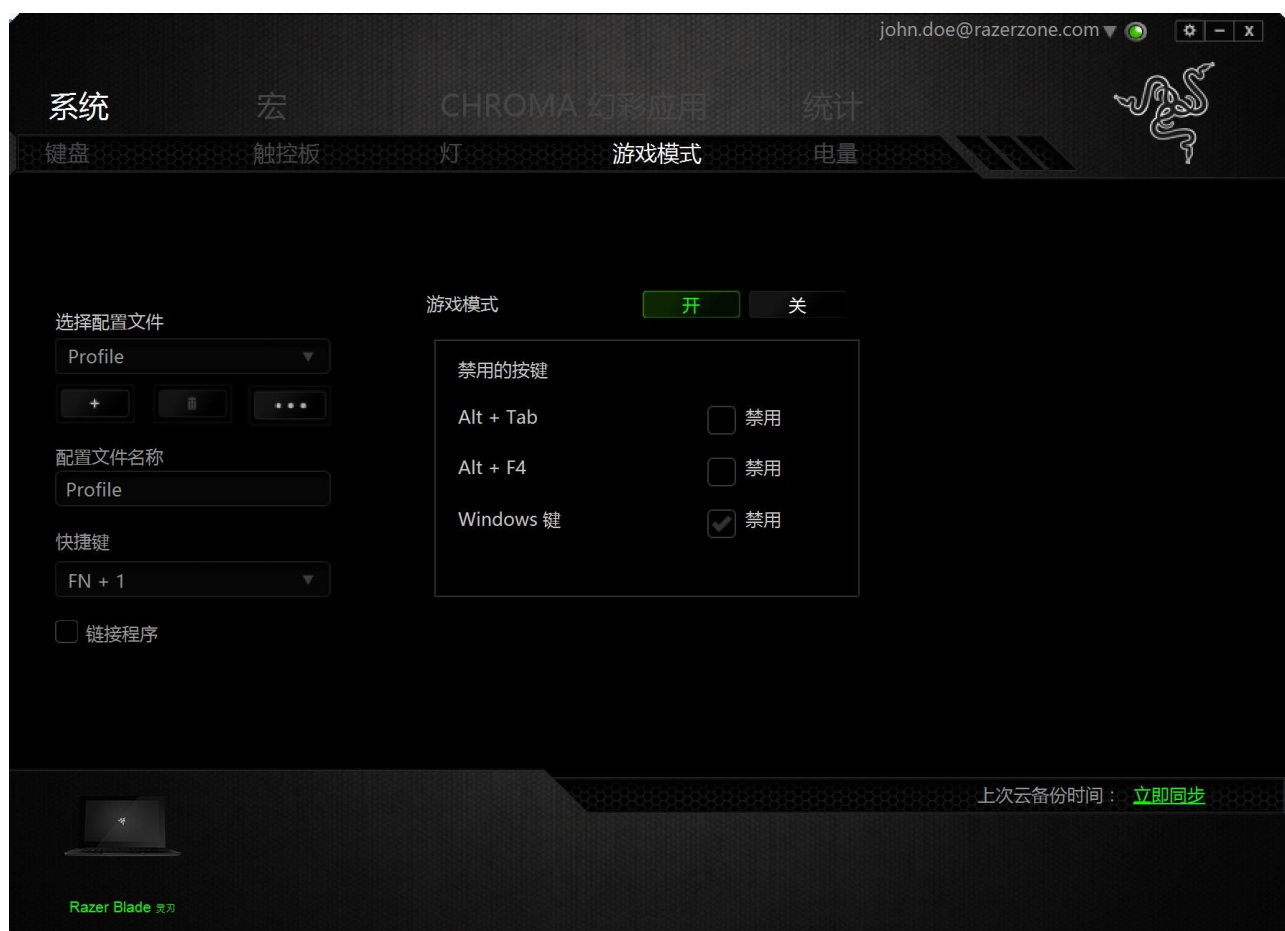 john.doe@razerzone.com
系统 宏 CHROMA 幻彩应用 统计
键盘 触控板 灯 游戏模式 电量
选择配置文件
Profile
配置文件名称
Profile
快捷键
FN + 1
链接程序
游戏模式 开 关
禁用的按键
Alt + Tab 禁用
Alt + F4 禁用
Windows 键 禁用
上次云备份时间： 立即同步
Razer Blade 灵刃